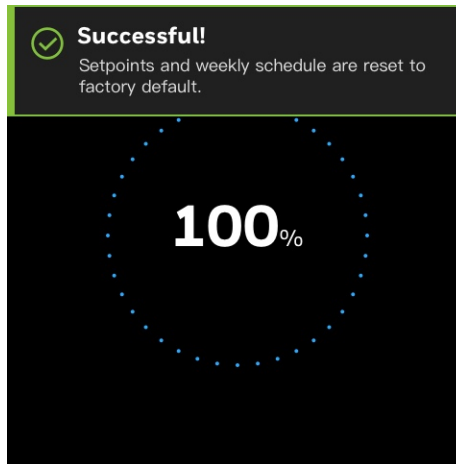 Successful!
Setpoints and weekly schedule are reset to
factory default.
100%